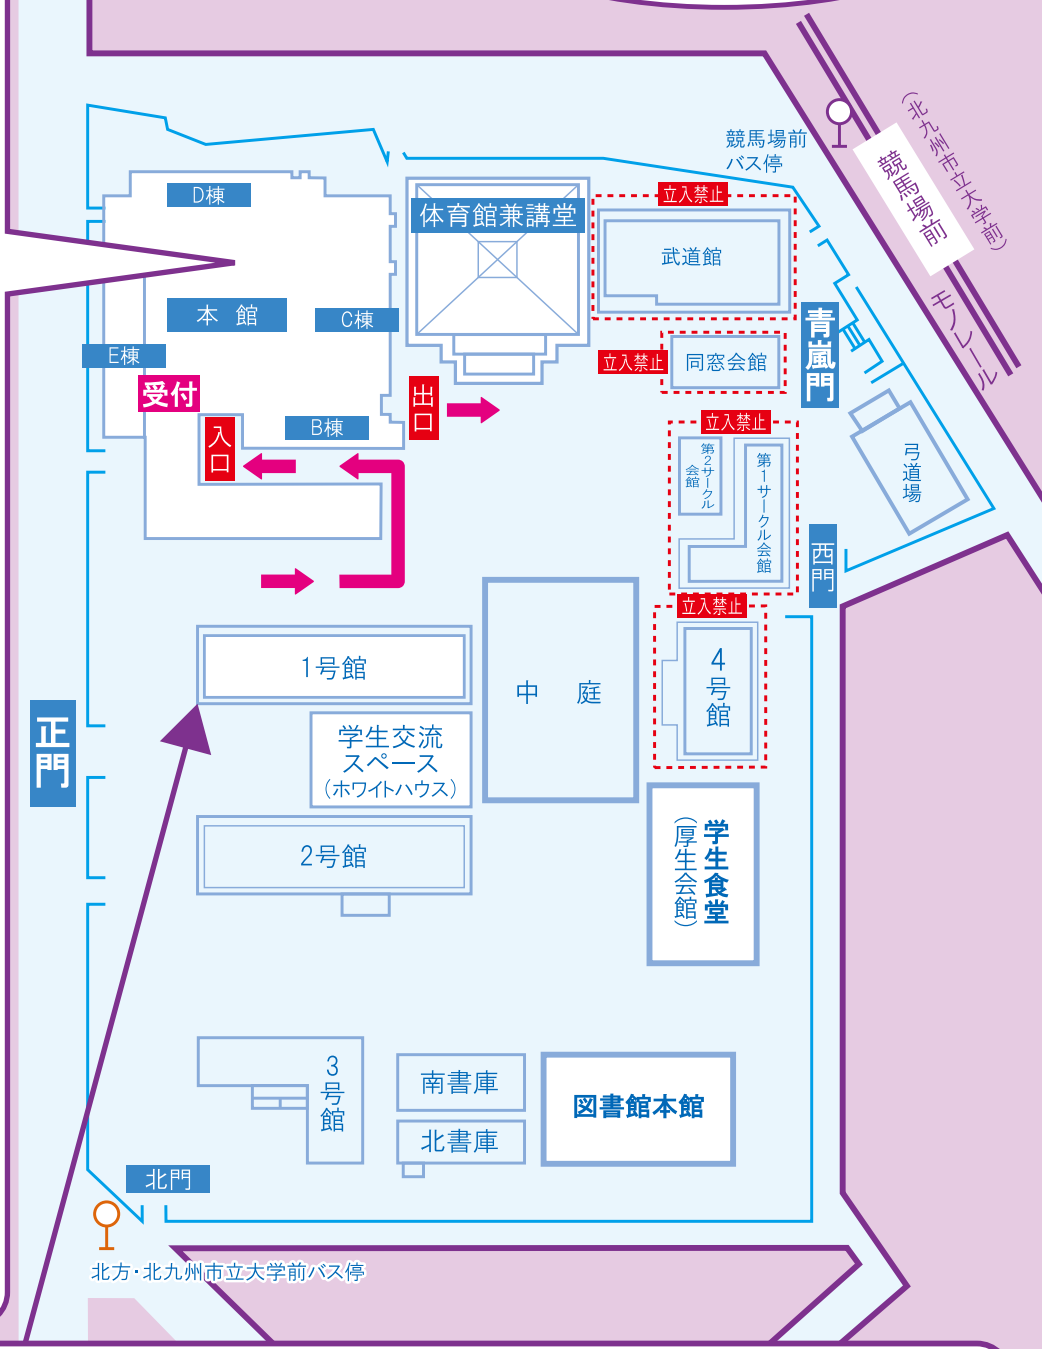 競馬場前
バス停
競馬場前
（北九州市立大学前）
モノレール
D棟
体育館兼講堂
立入禁止
武道館
本　館
C棟
E棟
受付
入口
B棟
出口
立入禁止
同窓会館
青嵐門
立入禁止
第2サークル
会館
第1サークル会館
弓道場
西門
立入禁止
1号館
中　庭
4号館
正門
学生交流
スペース
（ホワイトハウス）
2号館
学生食堂
（厚生会館）
3号館
南書庫
北書庫
図書館本館
北門
北方・北九州市立大学前バス停